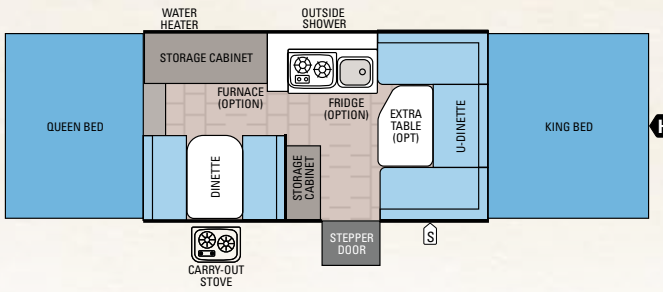 WATER
HEATER
OUTSIDE
SHOWER
STORAGE CABINET
FURNACE
(OPTION)
FRIDGE
(OPTION)
QUEEN BED
EXTRA
TABLE
(OPT)
U-DINETTE
KING BED
H
DINETTE
STORAGE
CABINET
STEPPER
DOOR
S
CARRY-OUT
STOVE